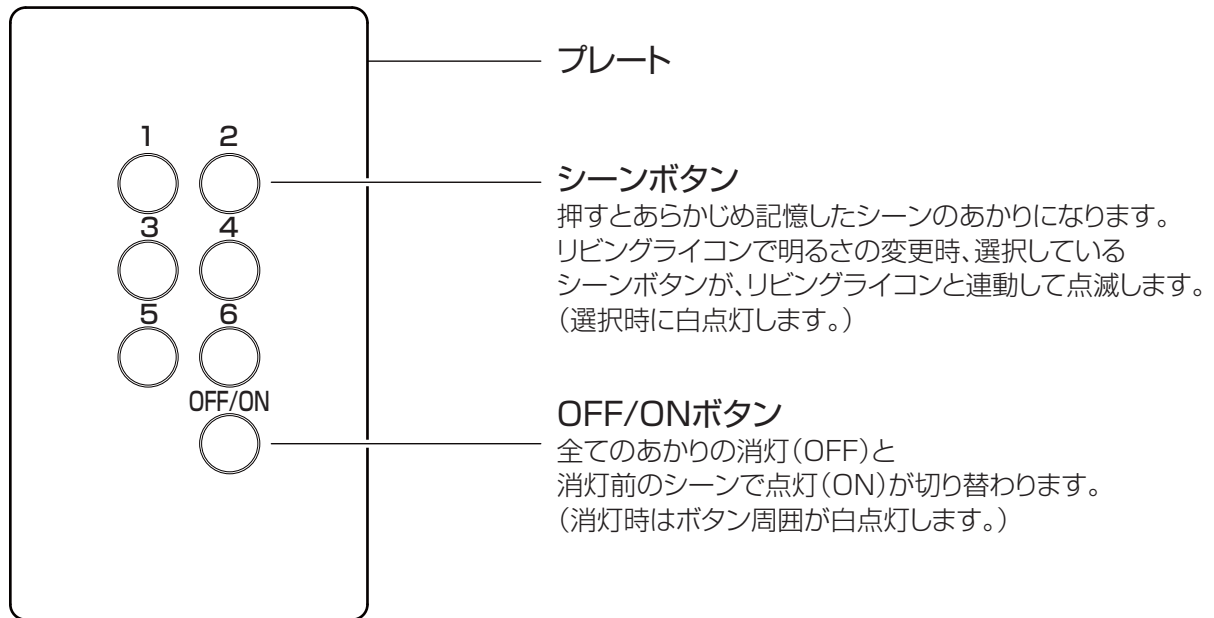 プレート
1 2
シーンボタン
押すとあらかじめ記憶したシーンのあかりになります。
3 4
リビングライコンで明るさの変更時、選択している
シーンボタンが、リビングライコンと連動して点滅します。
5 6
（選択時に白点灯します。）
OFF/ON
OFF/ONボタン
全てのあかりの消灯（OFF）と
消灯前のシーンで点灯（ON）が切り替わります。
（消灯時はボタン周囲が白点灯します。）